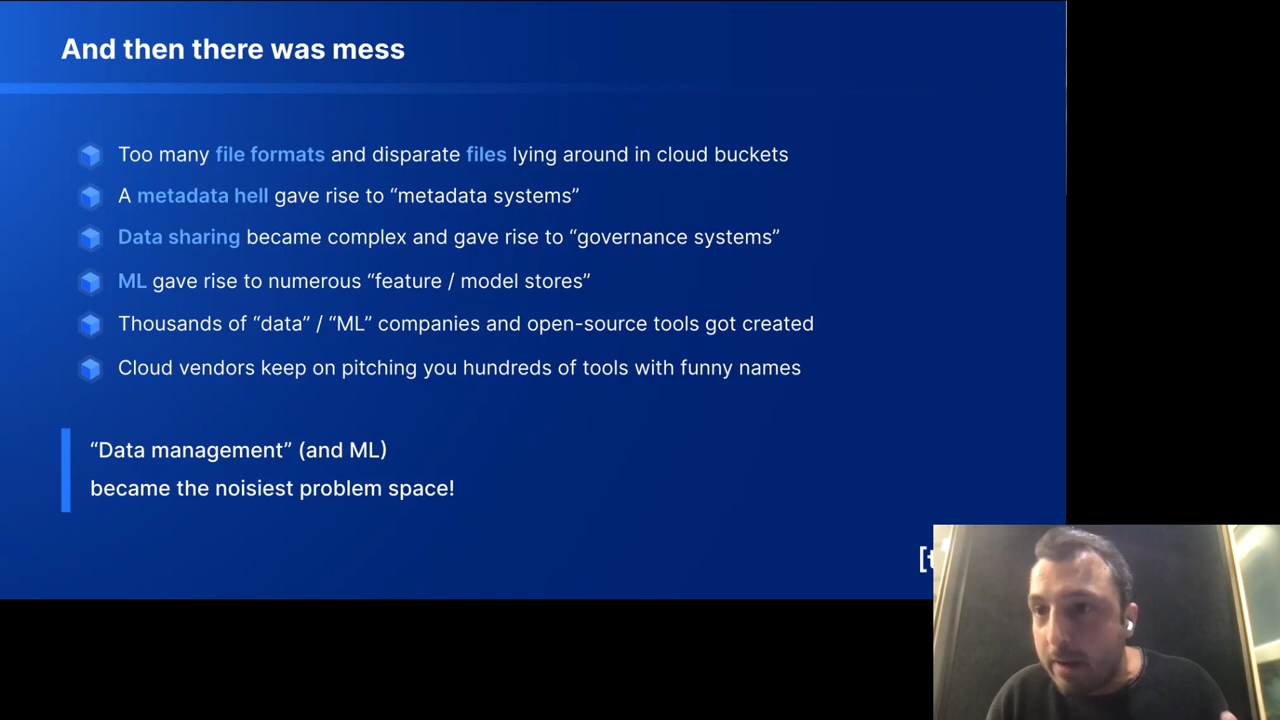 And then there was mess
Too many file formats and disparate files lying around in cloud buckets
A metadata hell gave rise to “metadata systems”
Data sharing became complex and gave rise to “governance systems”
ML gave rise to numerous “feature / model stores”
Thousands of “data” / “ML” companies and open-source tools got created
Cloud vendors keep on pitching you hundreds of tools with funny names
“Data management” (and ML)
became the noisiest problem space!